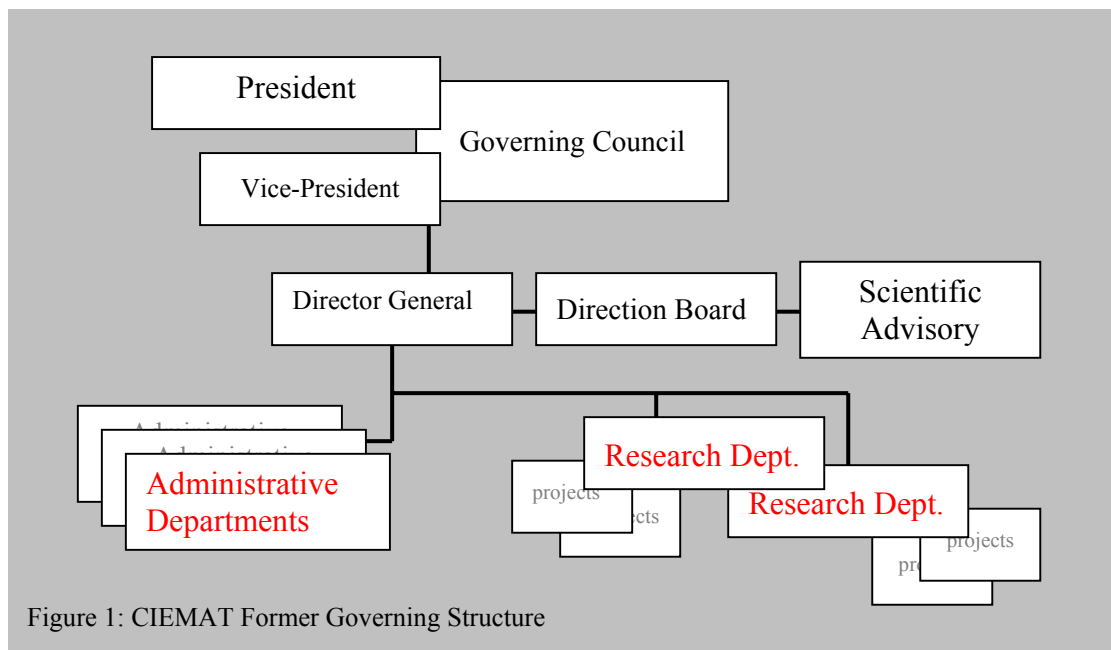 President
Governing Council
Vice-President
Director General
Direction Board
Scientific
Advisory
Administrative
Departments
Research Dept.
projects
Research Dept.
projects
Figure 1: CIEMAT Former Governing Structure